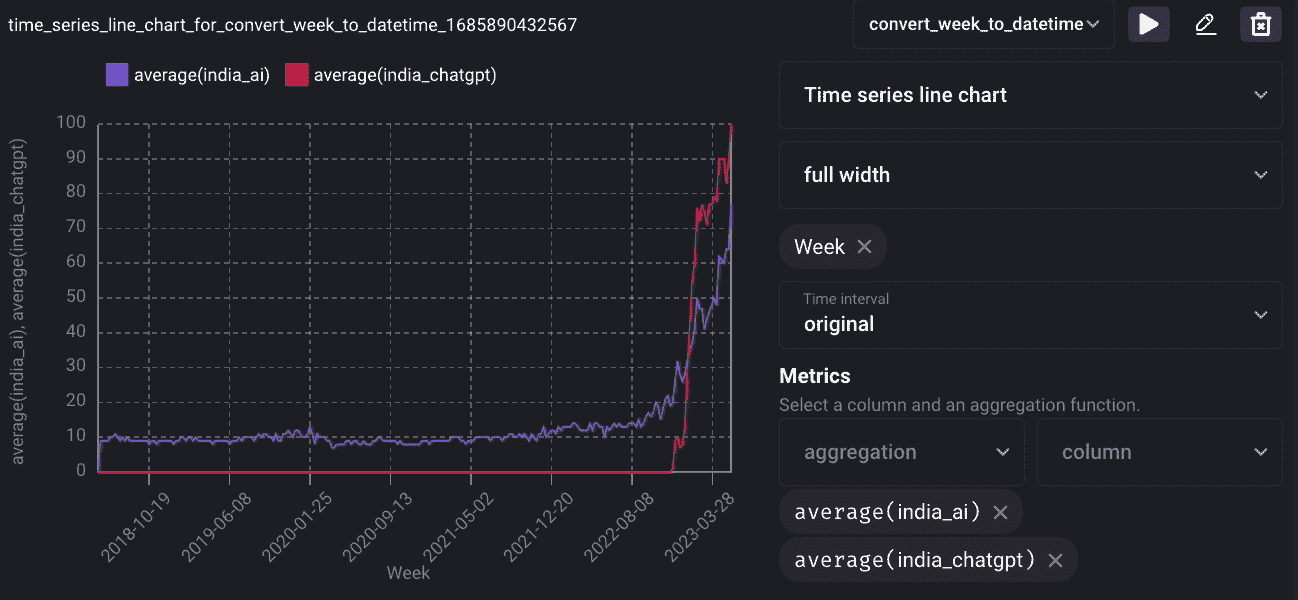 time_series_line_chart_for_convert_week_to_datetime_1685890432567
convert_week_to_datetime
average(india_ai) average(india_chatgpt)
average(india_ai), average(india_chatgpt)
100
90
80
70
60
50
40
30
20
10
0
2018-10-19 2019-06-08 2020-01-25 2020-09-13 2021-05-02 2021-12-20 2022-08-08 2023-03-28
Week
Time series line chart
full width
Week
Time interval
original
Metrics
Select a column and an aggregation function.
aggregation column
average(india_ai)
average(india_chatgpt)